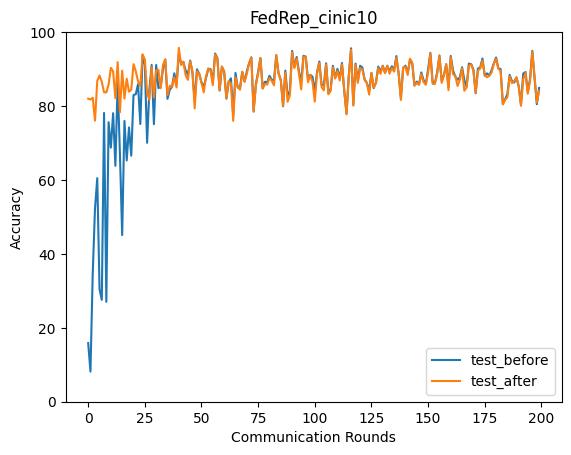 FedRep_cinic10
Accuracy
100
80
60
40
20
0
0 25 50 75 100 125 150 175 200
Communication Rounds
test_before
test_after